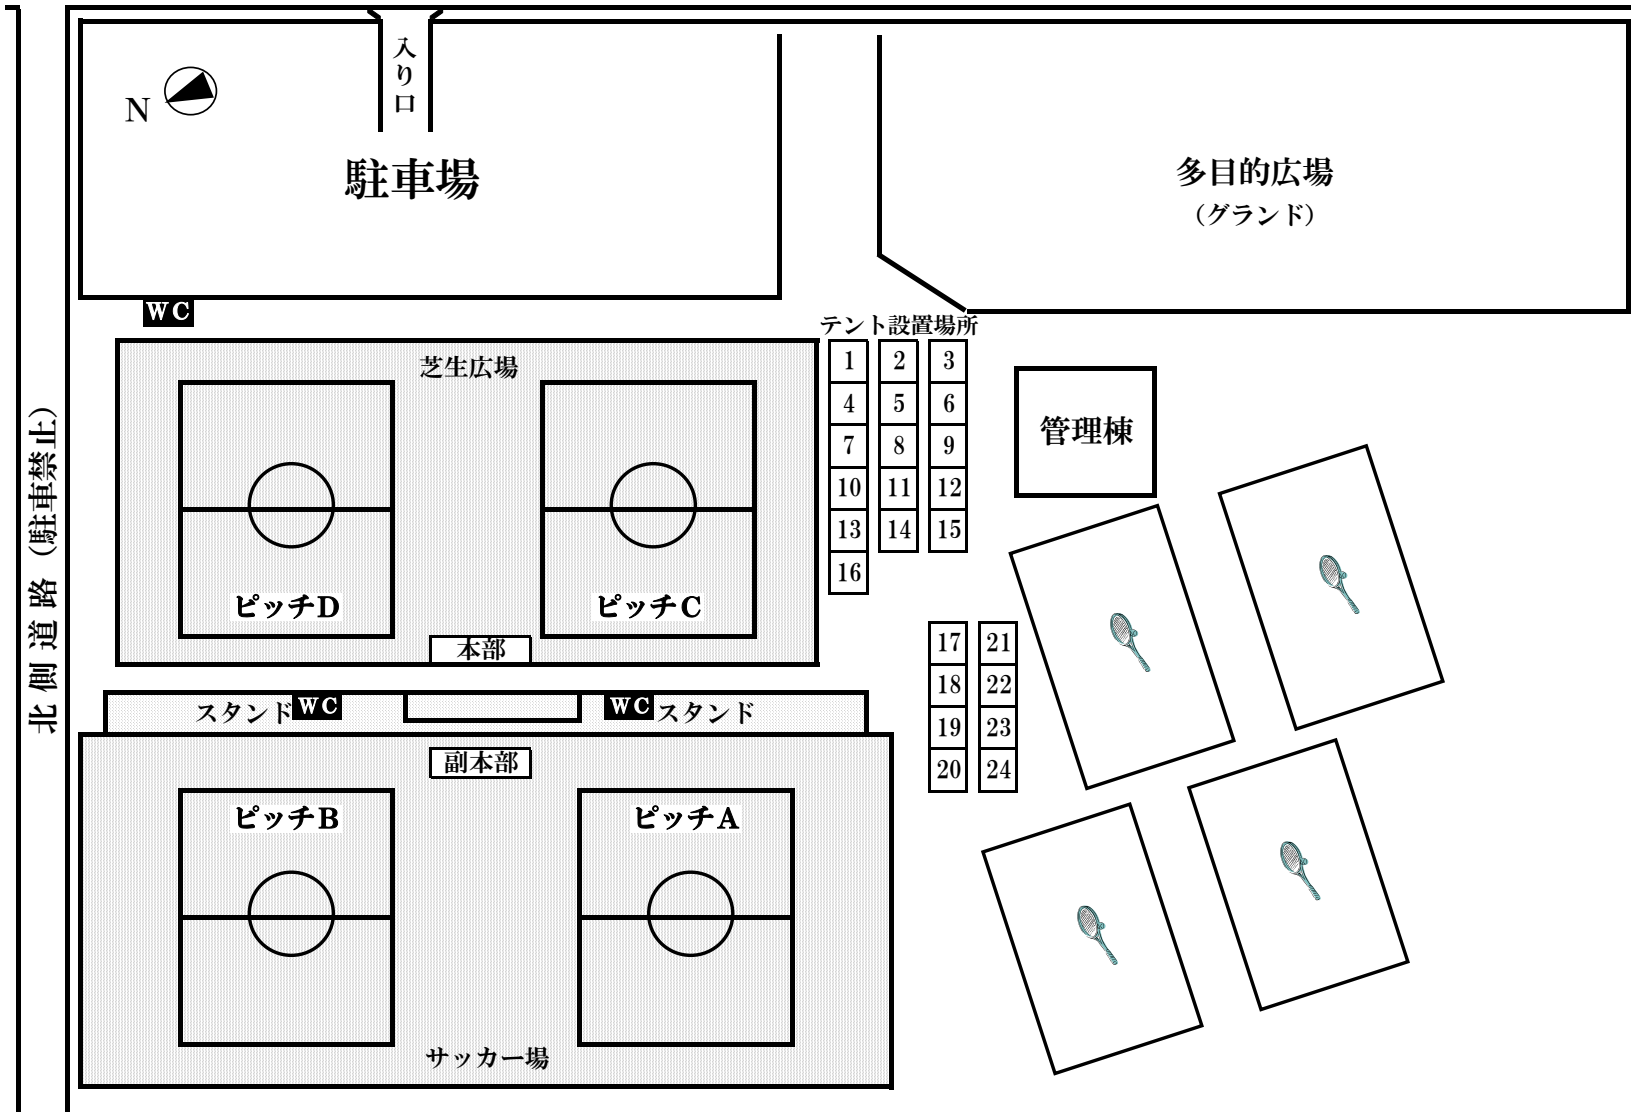 入り口
N
駐車場
多目的広場
（グランド）
WC
テント設置場所
1 2 3
4 5 6
7 8 9
10 11 12
13 14 15
16
芝生広場
ピッチD
ピッチC
本部
管理棟
北側道路（駐車禁止）
17 21
18 22
19 23
20 24
スタンド
WC
WC
スタンド
副本部
ピッチB
ピッチA
サッカー場